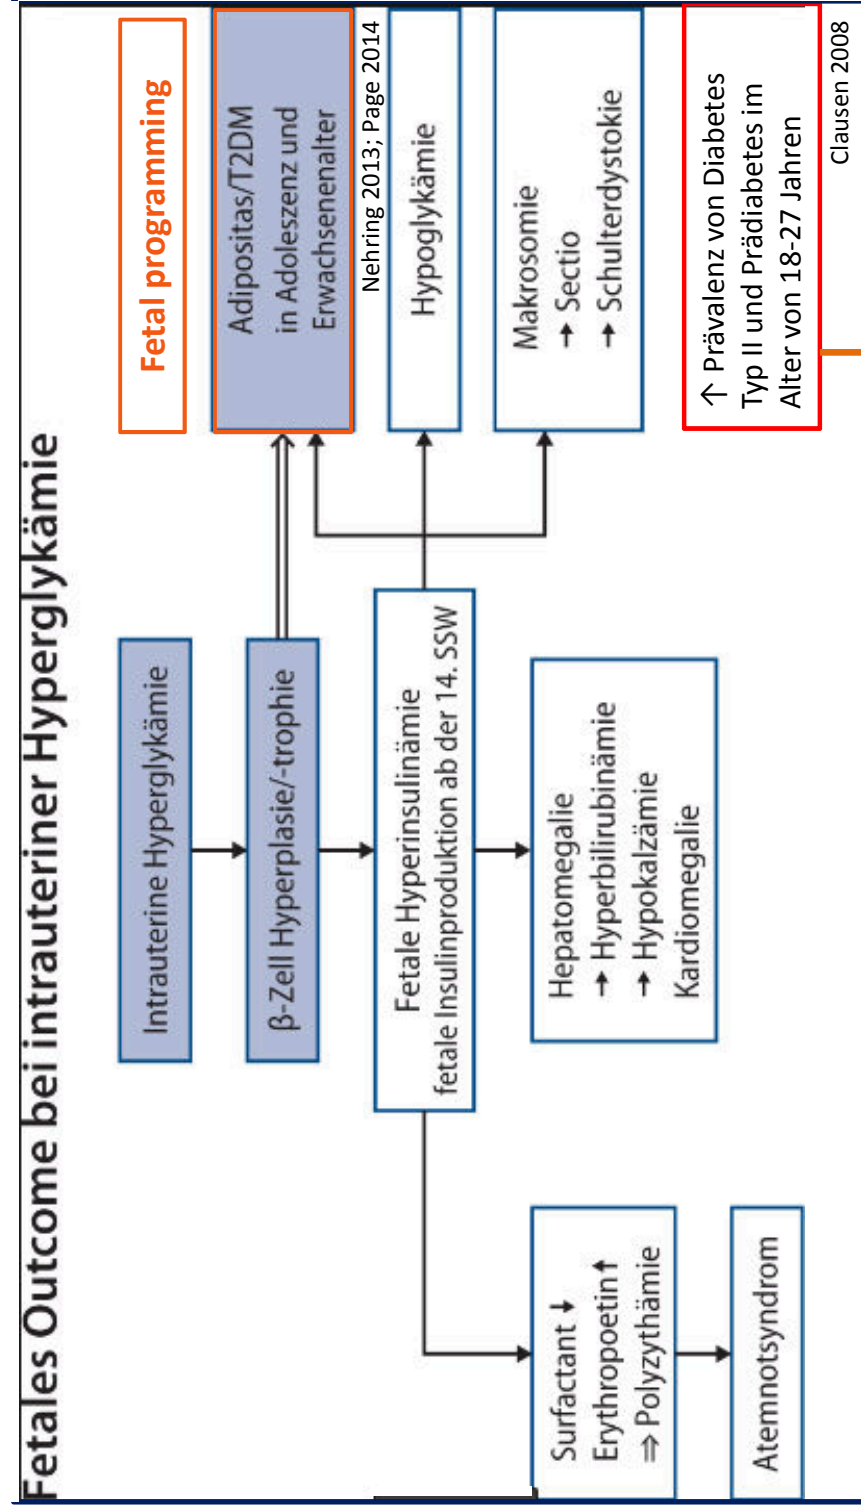 Fetales Outcome bei intrauteriner Hyperglykämie
Intrauterine Hyperglykämie
Fetal programming
β-Zell Hyperplasie/-trophie
Adipositas/T2DM
in Adoleszenz und
Erwachsenenalter
Nehring 2013; Page 2014
Fetale Hyperinsulinämie
fetale Insulinproduktion ab der 14. SSW
Hypoglykämie
Surfactant ↓
Erythropoetin↑
⇒ Polyzythämie
Hepatomegalie
→ Hyperbilirubinämie
→ Hypokalzämie
Kardiomegalie
Makrosomie
→ Sectio
→ Schulterdystokie
Atemnotsyndrom
↑ Prävalenz von Diabetes
Typ II und Prädiabetes im
Alter von 18-27 Jahren
Clausen 2008